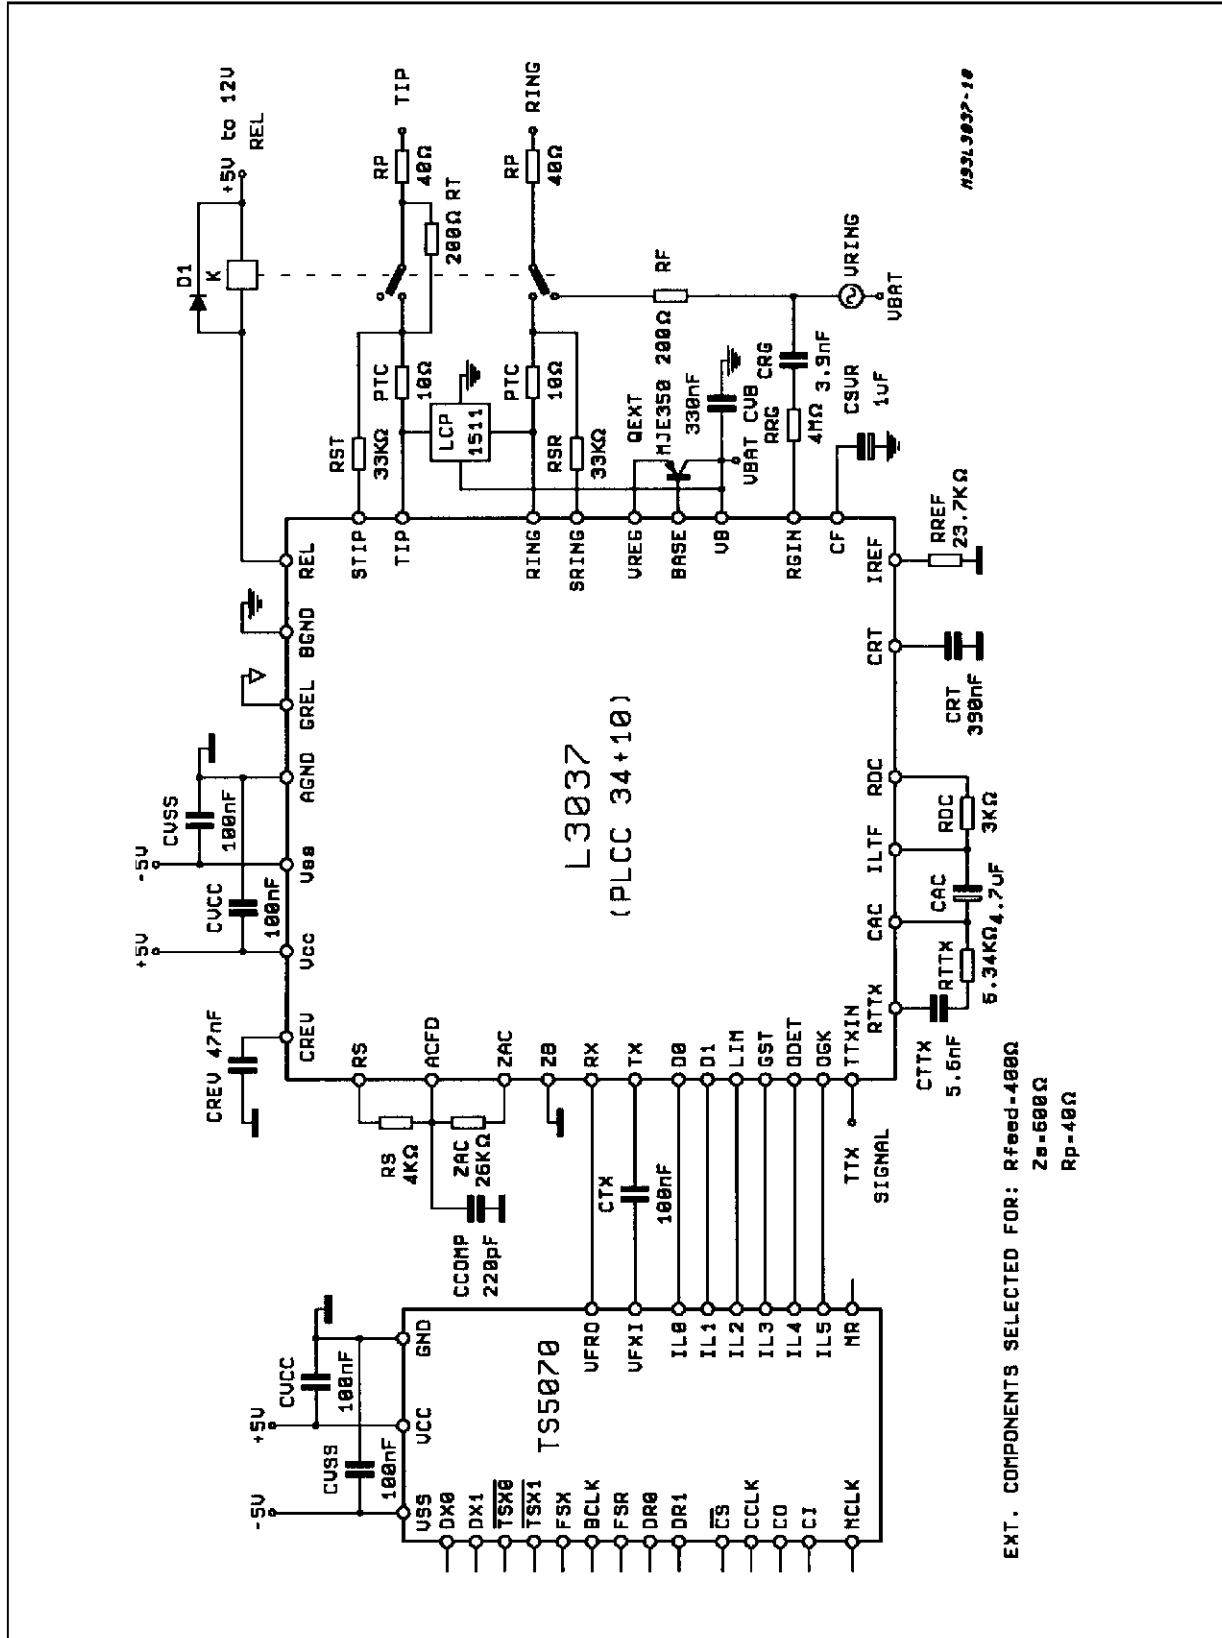 -5V
+5V
CVCC
100nF
CVSS
100nF
VSS
VCC
GND
DX0
DX1
TSX0
TSX1
FSX
BCLK
FSR
DR0
DR1
CS
CCLK
CO
CI
MCLK
TS5070
VFRO
VFXI
IL0
IL1
IL2
IL3
IL4
IL5
MR
CREV 47nF
+5V
-5V
CVCC
100nF
CVSS
100nF
CREV
Vcc
Vss
AGND
GREL
BGND
REL
RS
4KΩ
ZAC
26KΩ
CCOMP
220pF
CTX
100nF
TTX
SIGNAL
RS
ACFD
ZAC
ZB
RX
TX
D0
D1
LIM
GST
ODET
OGK
TTXIN
L3037
(PLCC 34+10)
RTTX
CAC
ILTF
RDC
CRT
IREF
CTTX
5.6nF
RTTX
5.34KΩ
CAC
4.7uF
RDC
3KΩ
CRT
390nF
RREF
23.7KΩ
STIP
TIP
RING
SRING
VREG
BASE
VB
RGIN
CF
+5V to 12V
REL
D1
K
RST
33KΩ
PTC
10Ω
LCP
1511
PTC
10Ω
RSR
33KΩ
RP
40Ω
TIP
200Ω RT
RP
40Ω
RING
QEXT
MJE350
200Ω
RF
330nF
VBAT CVB
RRG
4MΩ
CRG
3.9nF
CSVR
1uF
VRING
VBAT
M93L3037-10
EXT. COMPONENTS SELECTED FOR: Rfeed=400Ω
Zs=600Ω
Rp=40Ω